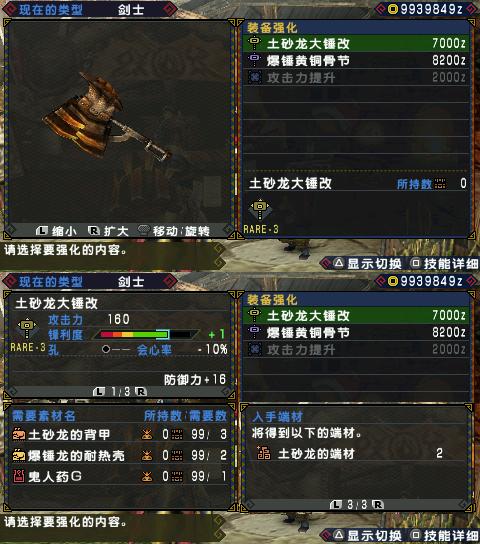 现在的类型 剑士
9939849z
装备强化
土砂龙大锤改 7000z
爆锤黄铜骨节 8200z
攻击力提升 2000z
土砂龙大锤改 所持数 0
RARE-3
L 缩小 R 扩大 移动/旋转
请选择要强化的内容。
△显示切换 □技能详细
现在的类型 剑士
9939849z
土砂龙大锤改
攻击力 160
锋利度 +1
RARE-3
孔 ●―― 会心率 -10%
防御力+16
L 1/3 R
装备强化
土砂龙大锤改 7000z
爆锤黄铜骨节 8200z
攻击力提升 2000z
需要素材名 所持数/需要数
土砂龙的背甲 0 99/ 3
爆锤龙的耐热壳 0 99/ 2
鬼人药G 0 99/ 1
入手端材
将得到以下的端材。
土砂龙的端材 2
L 3/3 R
请选择要强化的内容。
△显示切换 □技能详细